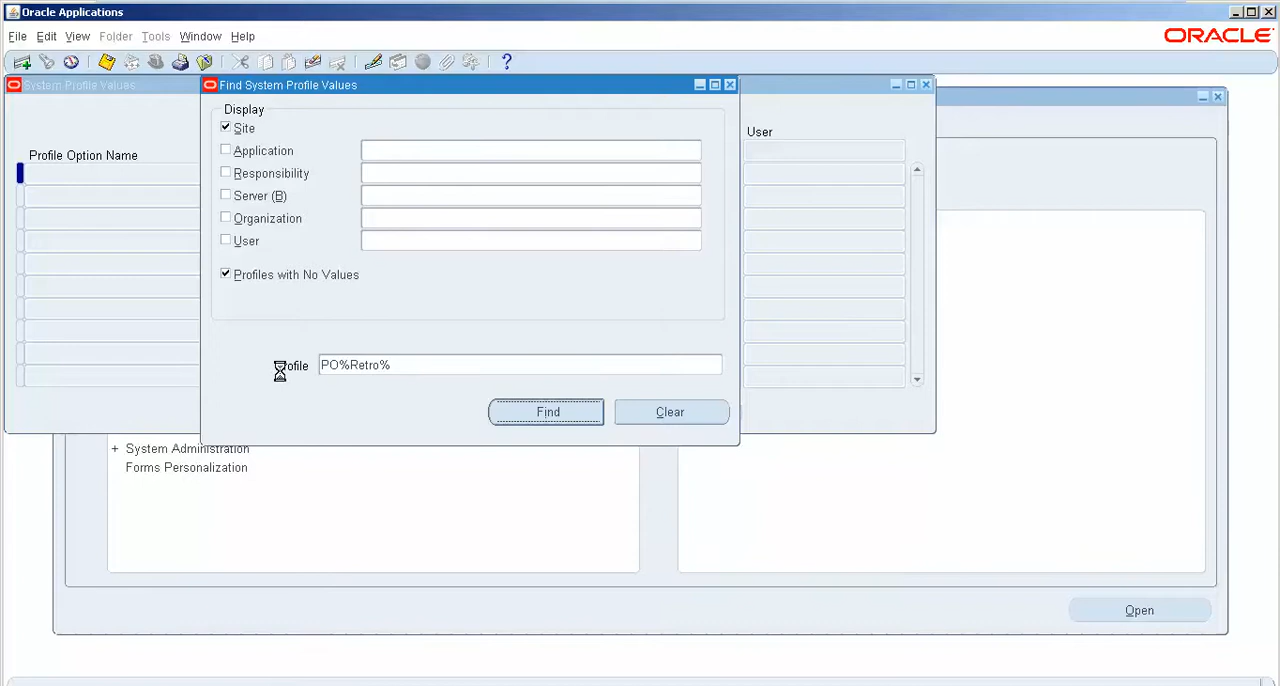 Oracle Applications
File Edit View Folder Tools Window Help
ORACLE
System Profile Values
Find System Profile Values
Display
Site
Application
Responsibility
Server (B)
Organization
User
Profiles with No Values
Profile Option Name
User
ofile PO%Retro%
Find Clear
+ System Administration
Forms Personalization
Open